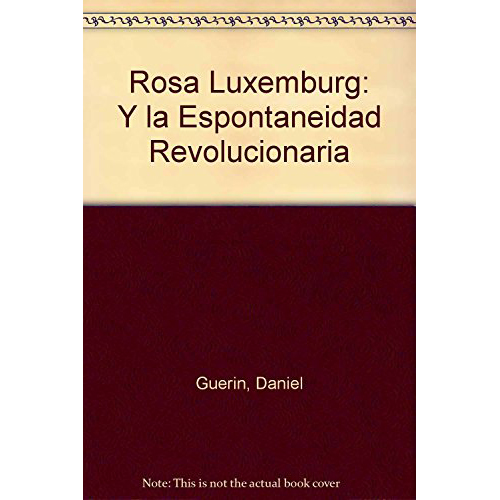 Rosa Luxemburg:
Y la Espontaneidad
Revolucionaria
Guerin, Daniel
Note: This is not the actual book cover